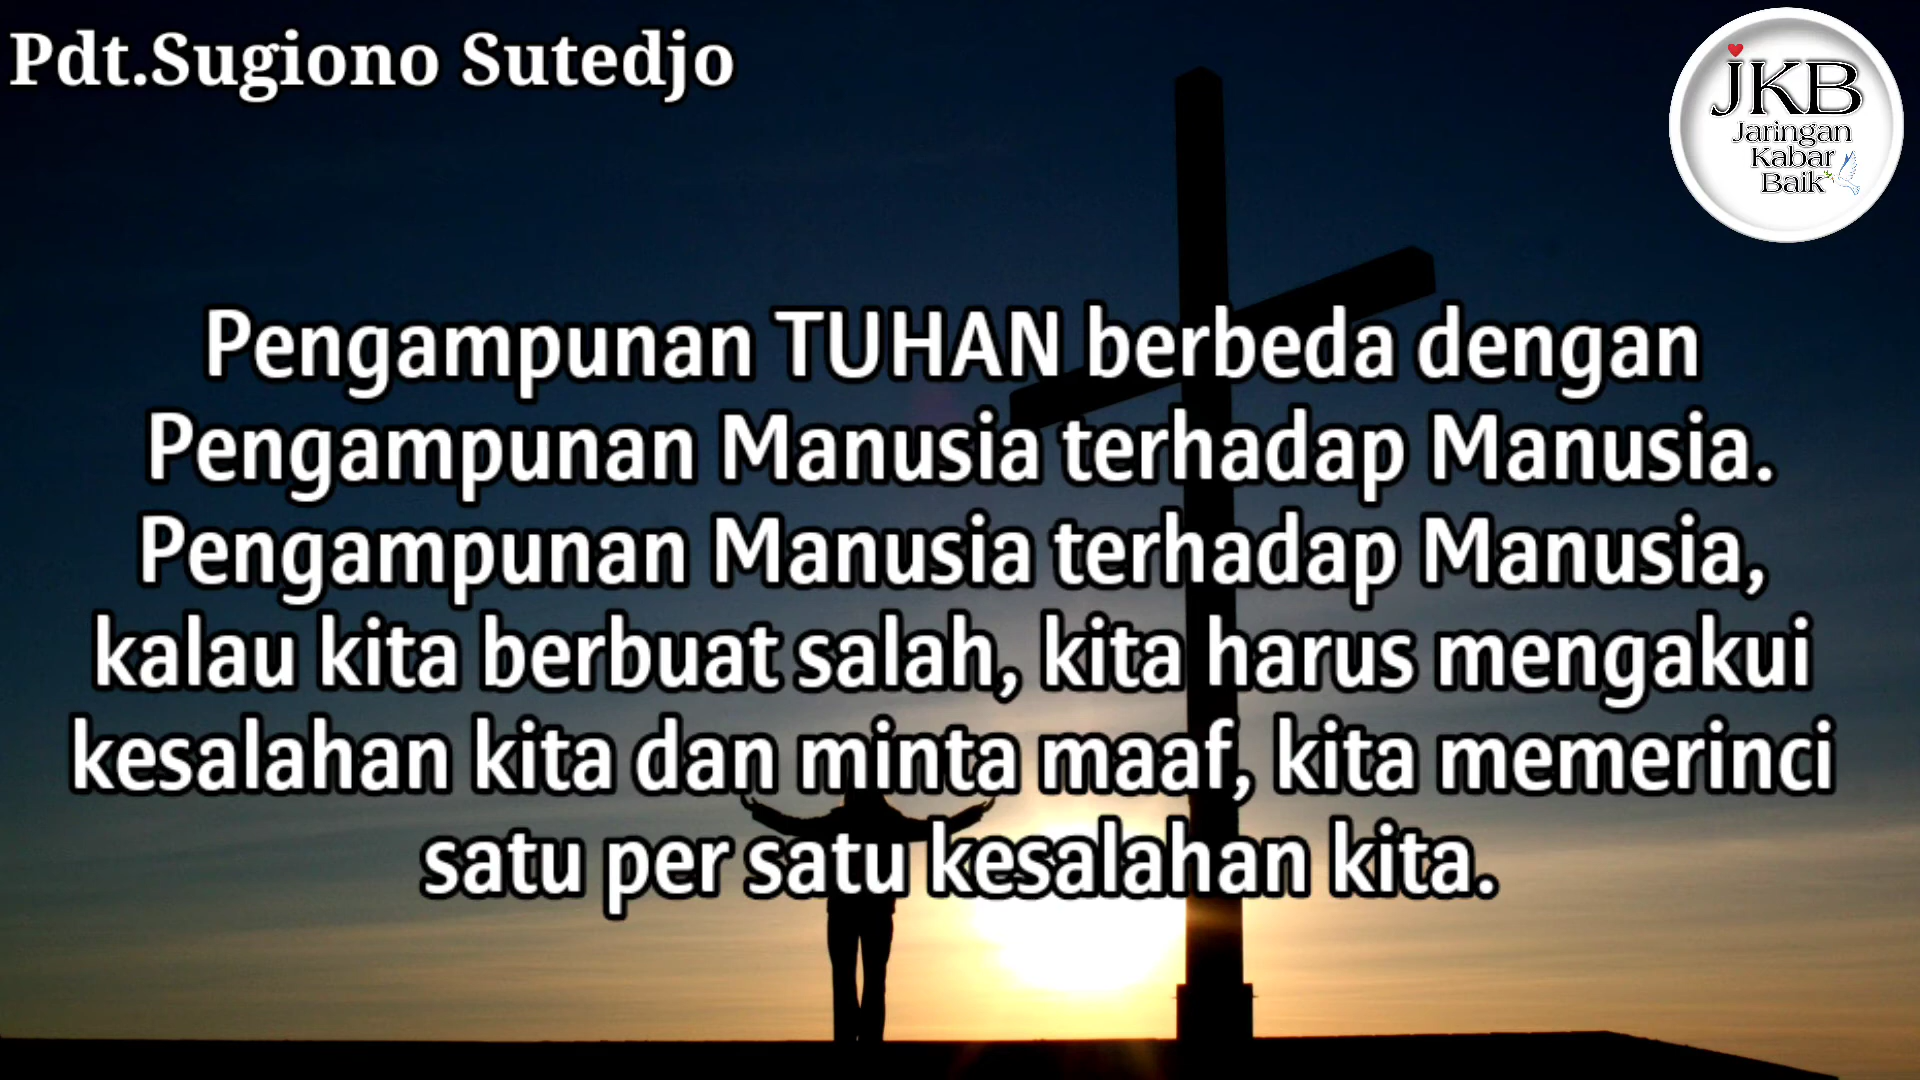 Pdt.Sugiono Sutedjo
JKB
Jaringan
Kabar
Baik
Pengampunan TUHAN berbeda dengan
Pengampunan Manusia terhadap Manusia.
Pengampunan Manusia terhadap Manusia,
kalau kita berbuat salah, kita harus mengakui
kesalahan kita dan minta maaf, kita memerinci
satu per satu kesalahan kita.